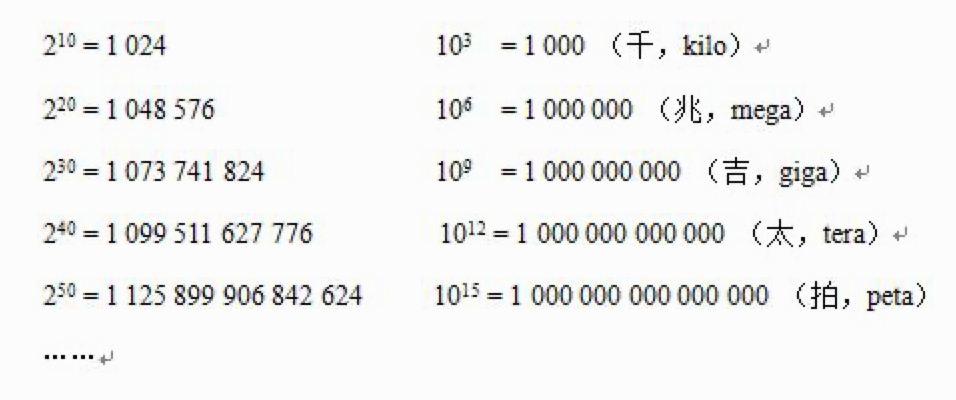 2¹⁰ = 1 024 10³ = 1 000 （千，kilo）↵
2²⁰ = 1 048 576 10⁶ = 1 000 000 （兆，mega）↵
2³⁰ = 1 073 741 824 10⁹ = 1 000 000 000 （吉，giga）↵
2⁴⁰ = 1 099 511 627 776 10¹² = 1 000 000 000 000 （太，tera）↵
2⁵⁰ = 1 125 899 906 842 624 10¹⁵ = 1 000 000 000 000 000 （拍，peta）
……↵